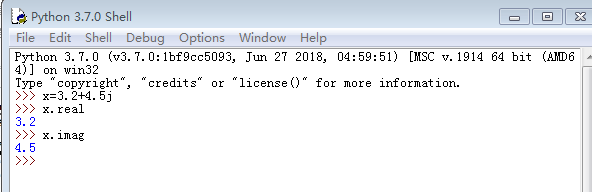 Python 3.7.0 Shell
File Edit Shell Debug Options Window Help
Python 3.7.0 (v3.7.0:1bf9cc5093, Jun 27 2018, 04:59:51) [MSC v.1914 64 bit (AMD6
4)] on win32
Type "copyright", "credits" or "license()" for more information.
>>> x=3.2+4.5j
>>> x.real
3.2
>>> x.imag
4.5
>>>